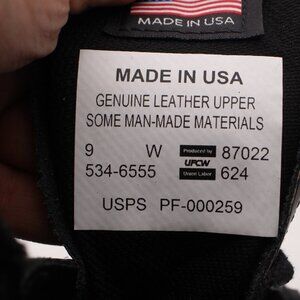 MADE IN USA
MADE IN USA
GENUINE LEATHER UPPER
SOME MAN-MADE MATERIALS
9 W Produced by UFCW 87022
534-6555 Union Labor 624
USPS PF-000259